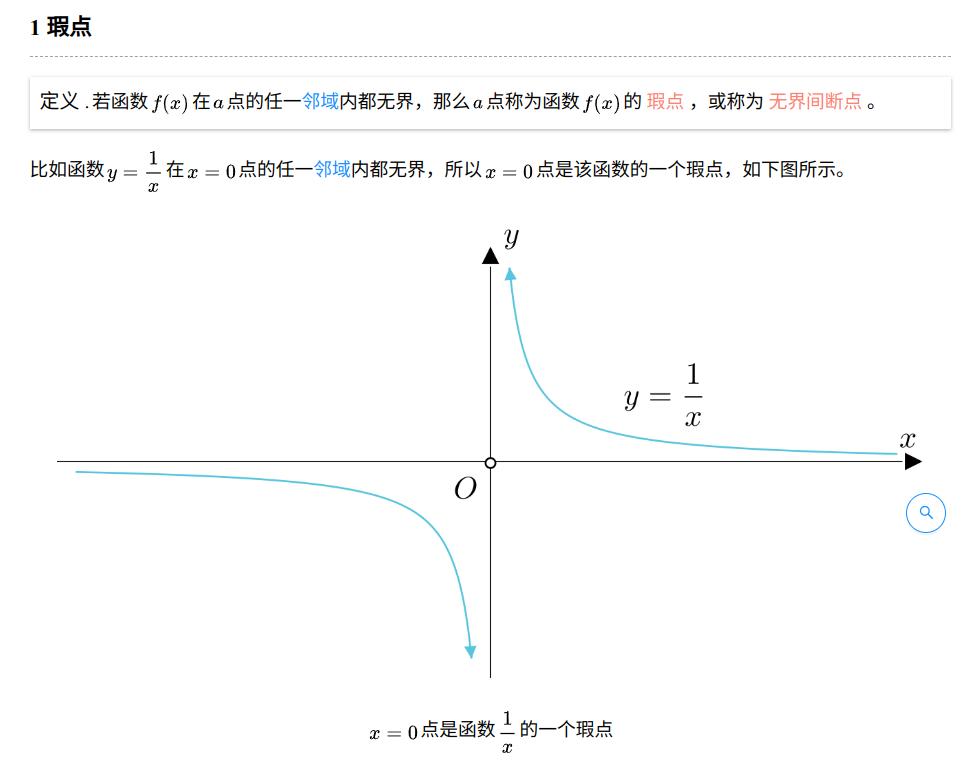 1 瑕点
定义 .若函数 f(x) 在 a 点的任一邻域内都无界，那么 a 点称为函数 f(x) 的 瑕点 ，或称为 无界间断点 。
比如函数 y = 1/x 在 x = 0 点的任一邻域内都无界，所以 x = 0 点是该函数的一个瑕点，如下图所示。
y
y = 1/x
x
O
x = 0 点是函数 1/x 的一个瑕点